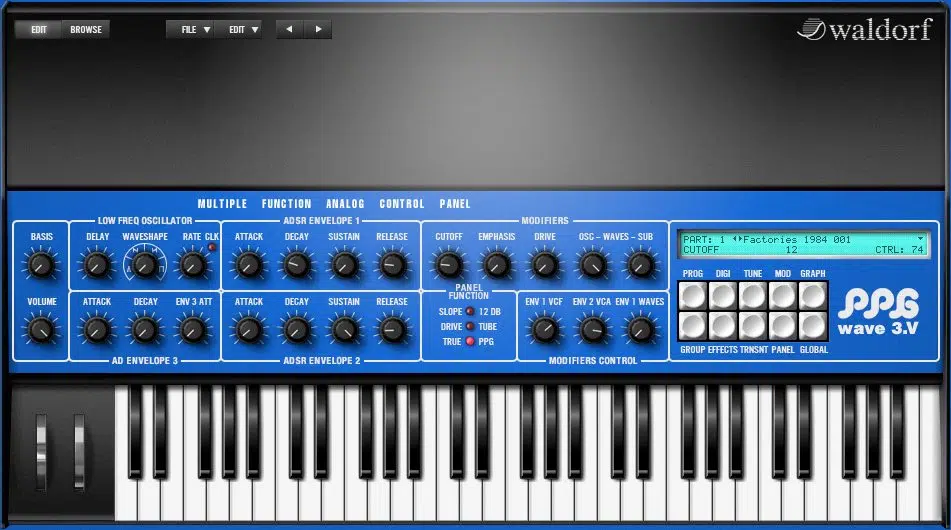 EDIT BROWSE FILE EDIT waldorf
MULTIPLE FUNCTION ANALOG CONTROL PANEL
LOW FREQ OSCILLATOR ADSR ENVELOPE 1 MODIFIERS
BASIS DELAY WAVESHAPE RATE CLK ATTACK DECAY SUSTAIN RELEASE CUTOFF EMPHASIS DRIVE OSC – WAVES – SUB
PART: 1 Factories 1984 001
CUTOFF 12 CTRL: 74
PROG DIGI TUNE MOD GRAPH
PANEL
FUNCTION
VOLUME ATTACK DECAY ENV 3 ATT ATTACK DECAY SUSTAIN RELEASE ENV 1 VCF ENV 2 VCA ENV 1 WAVES
SLOPE 12 DB
DRIVE TUBE
TRUE PPG
PPG
wave 3.V
GROUP EFFECTS TRNSNT PANEL GLOBAL
AD ENVELOPE 3 ADSR ENVELOPE 2 MODIFIERS CONTROL